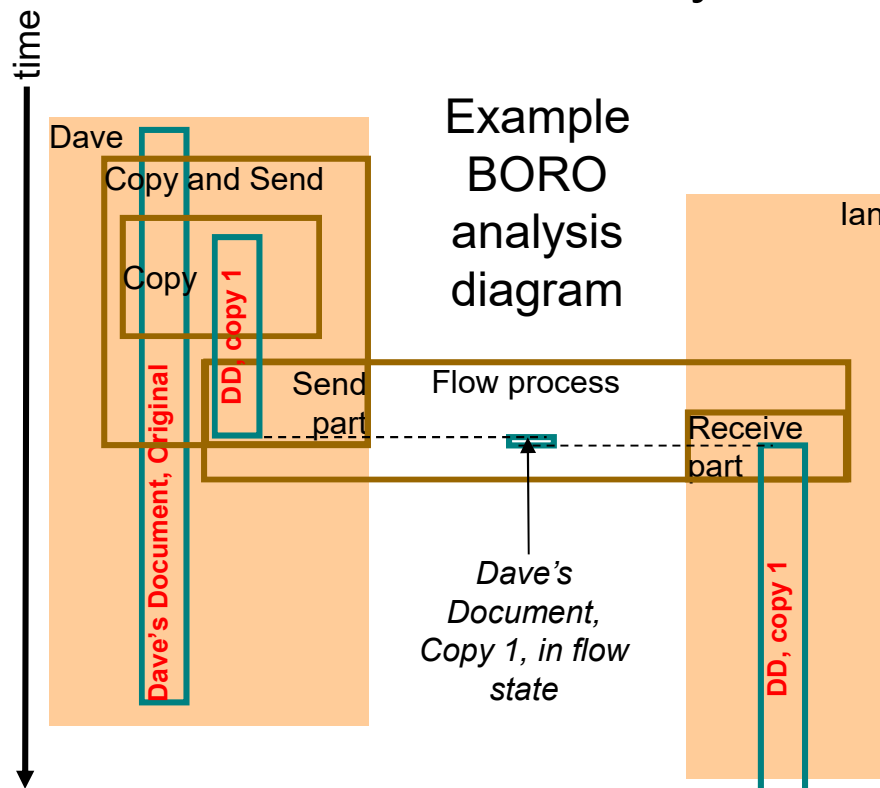 time
Dave
Copy and Send
Copy
DD, copy 1
Dave's Document, Original
Example
BORO
analysis
diagram
Ian
Send
part
Flow process
Receive
part
Dave's
Document,
Copy 1, in flow
state
DD, copy 1